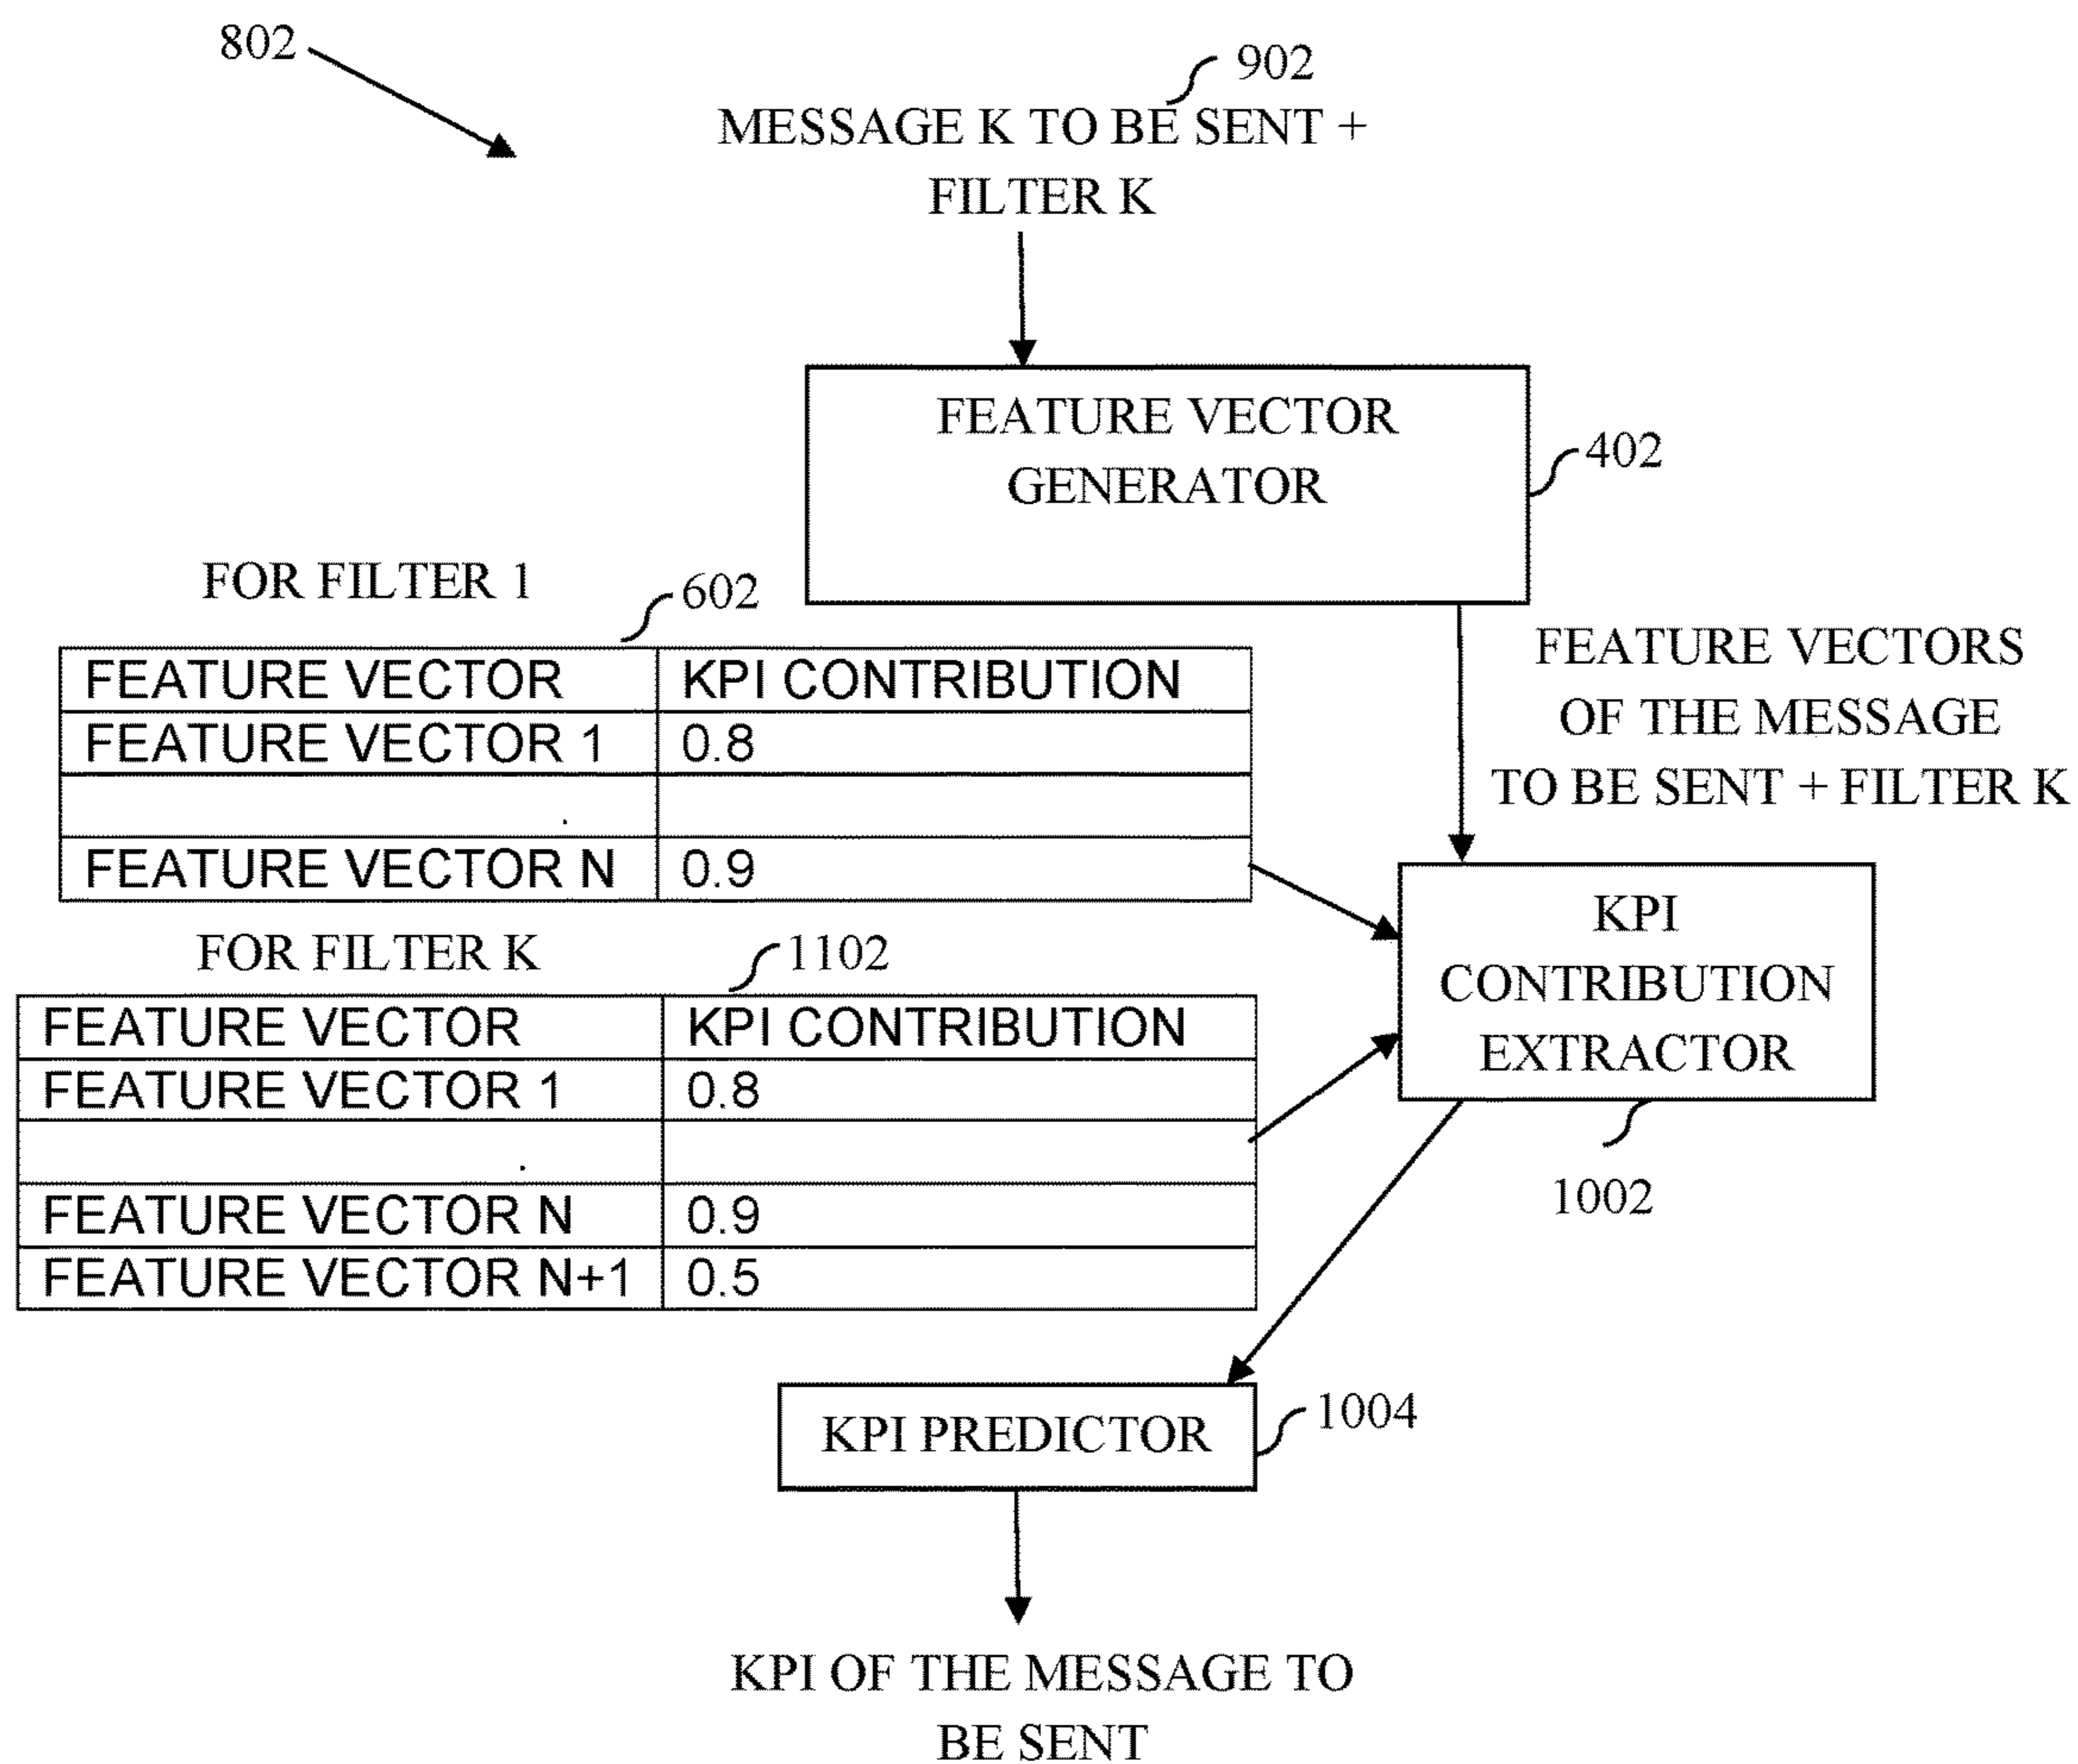 802
902
MESSAGE K TO BE SENT +
FILTER K
FEATURE VECTOR
GENERATOR
402
FOR FILTER 1
602
FEATURE VECTOR KPI CONTRIBUTION
FEATURE VECTOR 1 0.8
.
FEATURE VECTOR N 0.9
FEATURE VECTORS
OF THE MESSAGE
TO BE SENT + FILTER K
FOR FILTER K
1102
FEATURE VECTOR KPI CONTRIBUTION
FEATURE VECTOR 1 0.8
.
FEATURE VECTOR N 0.9
FEATURE VECTOR N+1 0.5
KPI
CONTRIBUTION
EXTRACTOR
1002
KPI PREDICTOR
1004
KPI OF THE MESSAGE TO
BE SENT